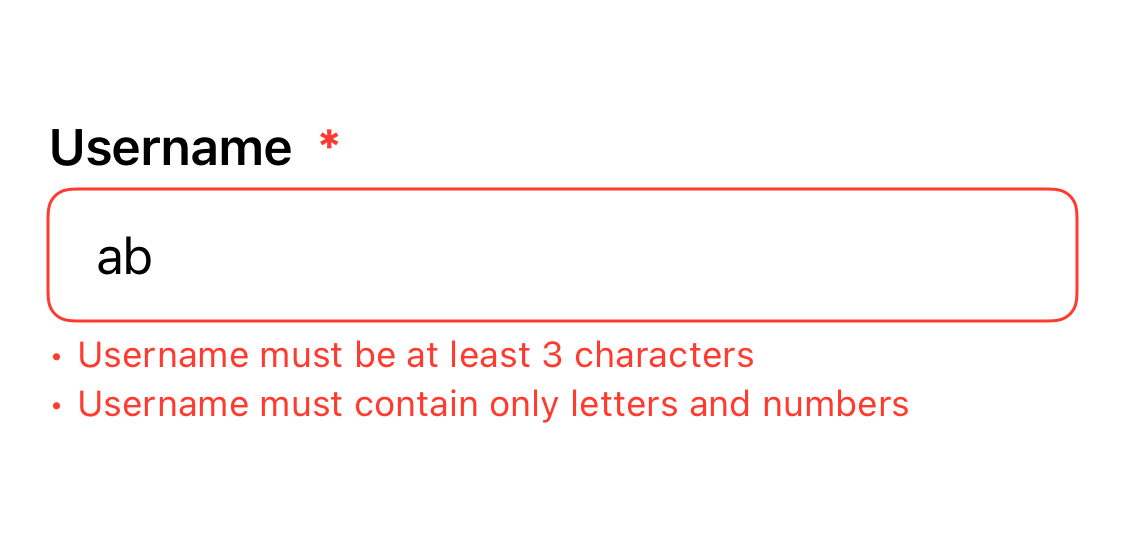 Username *
ab
• Username must be at least 3 characters
• Username must contain only letters and numbers